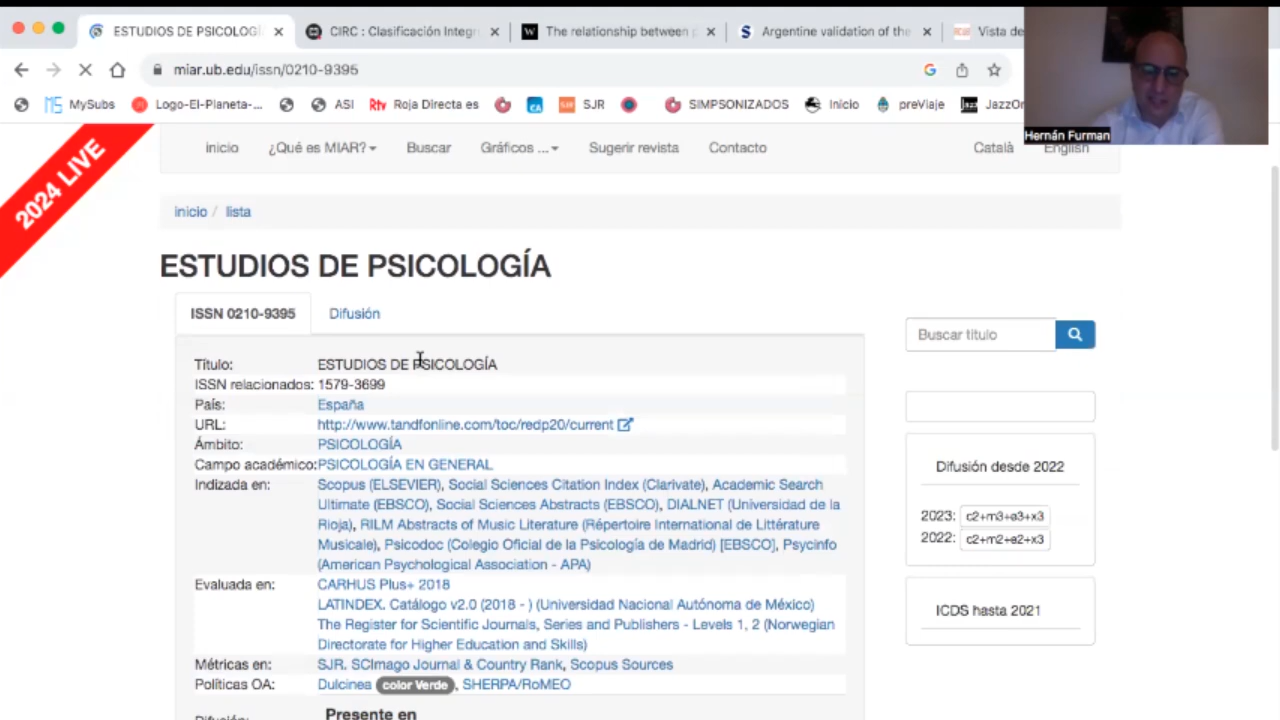 ESTUDIOS DE PSICOLOG
CIRC : Clasificación Integr
W
The relationship between
S
Argentine validation of the
Vista de
miar.ub.edu/issn/0210-9395
G
MS MySubs
Logo-El-Planeta-...
ASI
Rtv Roja Directa es
CA
SJR SJR
SIMPSONIZADOS
Inicio
preViaje
Jazz JazzOn
Hernán Furman
2024 LIVE
inicio ¿Qué es MIAR? Buscar Gráficos ... Sugerir revista Contacto Català English
inicio / lista
ESTUDIOS DE PSICOLOGÍA
ISSN 0210-9395 Difusión
Título: ESTUDIOS DE PSICOLOGÍA
ISSN relacionados: 1579-3699
País: España
URL: http://www.tandfonline.com/toc/redp20/current
Ámbito: PSICOLOGÍA
Campo académico: PSICOLOGÍA EN GENERAL
Indizada en: Scopus (ELSEVIER), Social Sciences Citation Index (Clarivate), Academic Search
Ultimate (EBSCO), Social Sciences Abstracts (EBSCO), DIALNET (Universidad de la
Rioja), RILM Abstracts of Music Literature (Répertoire International de Littérature
Musicale), Psicodoc (Colegio Oficial de la Psicología de Madrid) [EBSCO], Psycinfo
(American Psychological Association - APA)
Evaluada en: CARHUS Plus+ 2018
LATINDEX. Catálogo v2.0 (2018 - ) (Universidad Nacional Autónoma de México)
The Register for Scientific Journals, Series and Publishers - Levels 1, 2 (Norwegian
Directorate for Higher Education and Skills)
Métricas en: SJR. SCImago Journal & Country Rank, Scopus Sources
Políticas OA: Dulcinea color Verde , SHERPA/RoMEO
Difusión: Presente en
Buscar título
Difusión desde 2022
2023: c2+m3+e3+x3
2022: c2+m2+e2+x3
ICDS hasta 2021